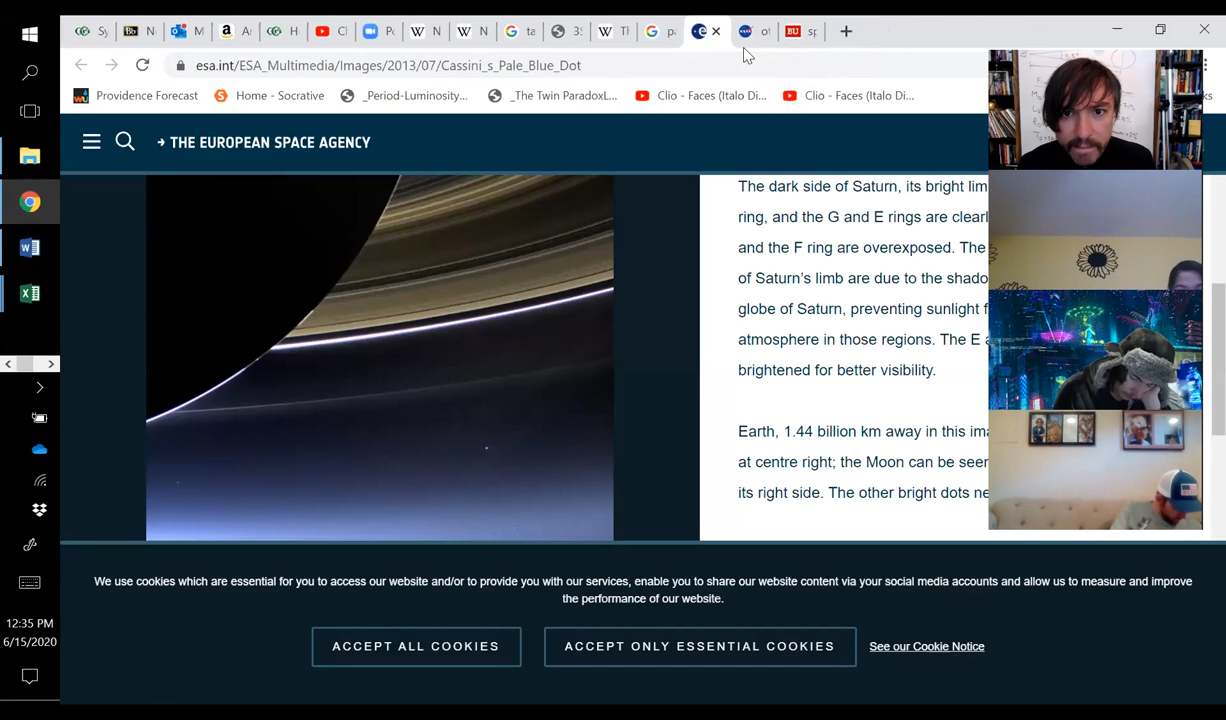 Sy
Bb N
M
a A
H
C
P
W N
W N
G ta
3
W T
G p
e
o
BU sp
esa.int/ESA_Multimedia/Images/2013/07/Cassini_s_Pale_Blue_Dot
Providence Forecast
S Home - Socrative
_Period-Luminosity...
_The Twin ParadoxL...
Clio - Faces (Italo Di...
Clio - Faces (Italo Di...
ks
→ THE EUROPEAN SPACE AGENCY
The dark side of Saturn, its bright lim
ring, and the G and E rings are clearl
and the F ring are overexposed. The
of Saturn's limb are due to the shado
globe of Saturn, preventing sunlight f
atmosphere in those regions. The E a
brightened for better visibility.
Earth, 1.44 billion km away in this ima
at centre right; the Moon can be seen
its right side. The other bright dots ne
We use cookies which are essential for you to access our website and/or to provide you with our services, enable you to share our website content via your social media accounts and allow us to measure and improve
the performance of our website.
ACCEPT ALL COOKIES
ACCEPT ONLY ESSENTIAL COOKIES
See our Cookie Notice
12:35 PM
6/15/2020